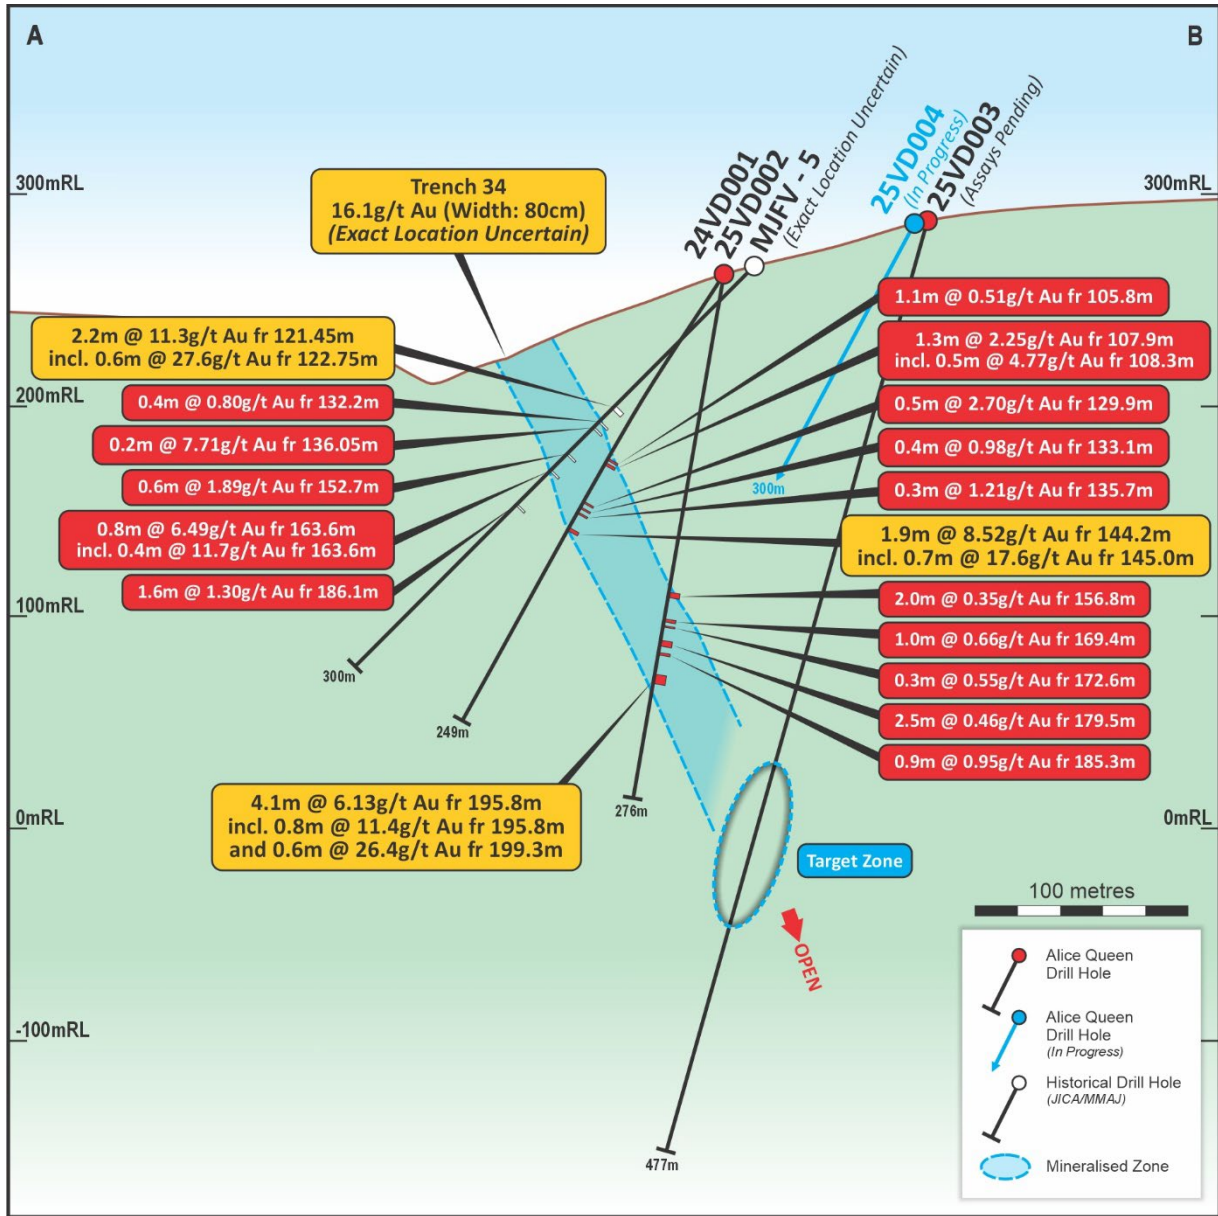 A
B
300mRL
300mRL
200mRL
100mRL
0mRL
0mRL
-100mRL
24VD001
25VD002
MJFV - 5
(Exact Location Uncertain)
25VD004
(In Progress)
25VD003
(Assays Pending)
Trench 34
16.1g/t Au (Width: 80cm)
(Exact Location Uncertain)
2.2m @ 11.3g/t Au fr 121.45m
incl. 0.6m @ 27.6g/t Au fr 122.75m
0.4m @ 0.80g/t Au fr 132.2m
0.2m @ 7.71g/t Au fr 136.05m
0.6m @ 1.89g/t Au fr 152.7m
0.8m @ 6.49g/t Au fr 163.6m
incl. 0.4m @ 11.7g/t Au fr 163.6m
1.6m @ 1.30g/t Au fr 186.1m
1.1m @ 0.51g/t Au fr 105.8m
1.3m @ 2.25g/t Au fr 107.9m
incl. 0.5m @ 4.77g/t Au fr 108.3m
0.5m @ 2.70g/t Au fr 129.9m
0.4m @ 0.98g/t Au fr 133.1m
0.3m @ 1.21g/t Au fr 135.7m
1.9m @ 8.52g/t Au fr 144.2m
incl. 0.7m @ 17.6g/t Au fr 145.0m
2.0m @ 0.35g/t Au fr 156.8m
1.0m @ 0.66g/t Au fr 169.4m
0.3m @ 0.55g/t Au fr 172.6m
2.5m @ 0.46g/t Au fr 179.5m
0.9m @ 0.95g/t Au fr 185.3m
4.1m @ 6.13g/t Au fr 195.8m
incl. 0.8m @ 11.4g/t Au fr 195.8m
and 0.6m @ 26.4g/t Au fr 199.3m
300m
300m
249m
276m
477m
Target Zone
OPEN
100 metres
Alice Queen
Drill Hole
Alice Queen
Drill Hole
(In Progress)
Historical Drill Hole
(JICA/MMAJ)
Mineralised Zone